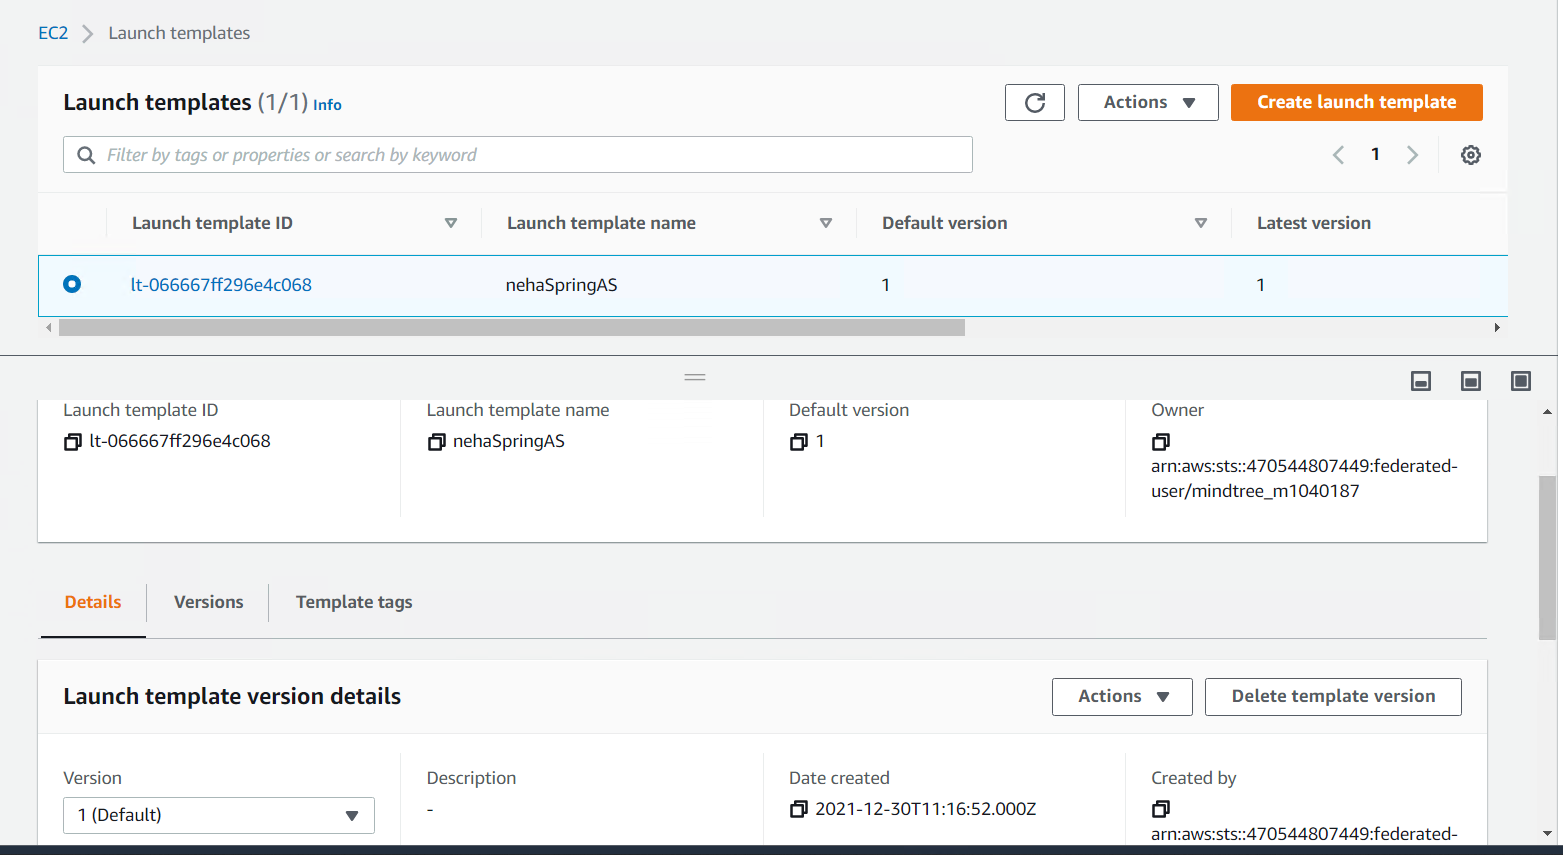 EC2 Launch templates
Launch templates (1/1) Info
Actions
Create launch template
Filter by tags or properties or search by keyword
1
Launch template ID Launch template name Default version Latest version
lt-066667ff296e4c068 nehaSpringAS 1 1
Launch template ID Launch template name Default version Owner
lt-066667ff296e4c068 nehaSpringAS 1
arn:aws:sts::470544807449:federated-
user/mindtree_m1040187
Details Versions Template tags
Launch template version details
Actions
Delete template version
Version Description Date created Created by
1 (Default) - 2021-12-30T11:16:52.000Z
arn:aws:sts::470544807449:federated-